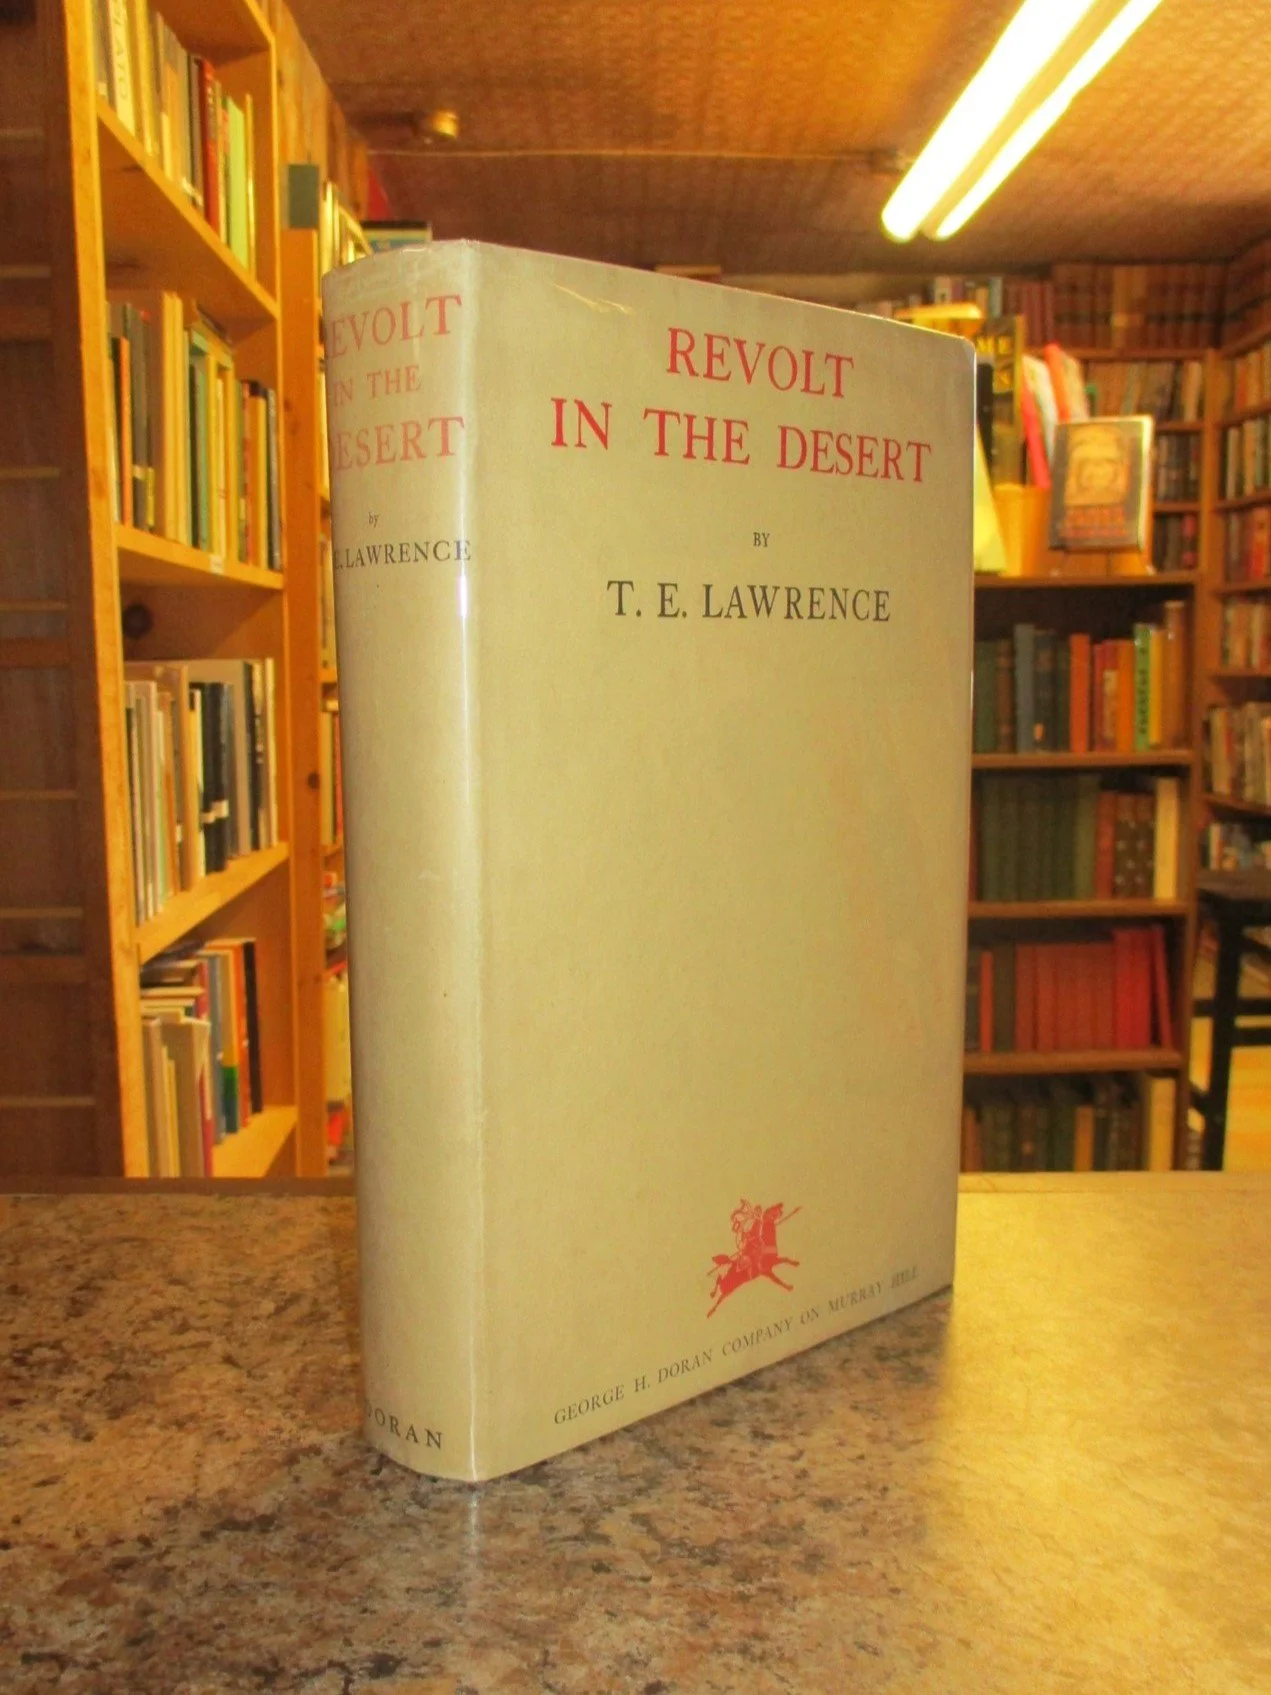 EVOLT
IN THE
ESERT
by
E. LAWRENCE
DORAN
REVOLT
IN THE DESERT
BY
T. E. LAWRENCE
GEORGE H. DORAN COMPANY ON MURRAY HILL